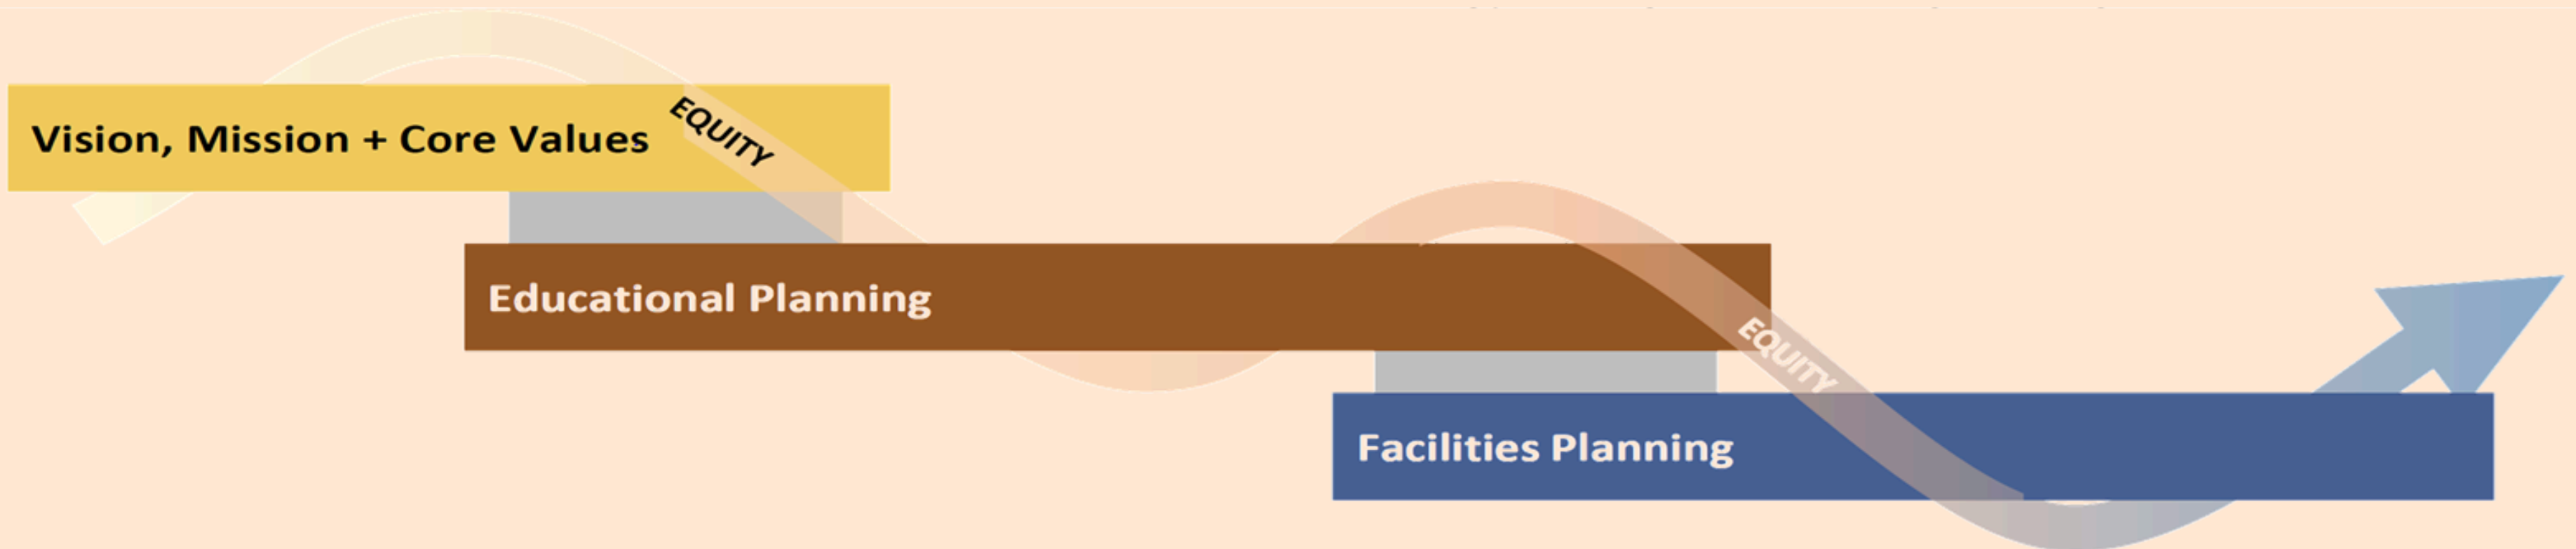 Vision, Mission + Core Values
EQUITY
Educational Planning
EQUITY
Facilities Planning